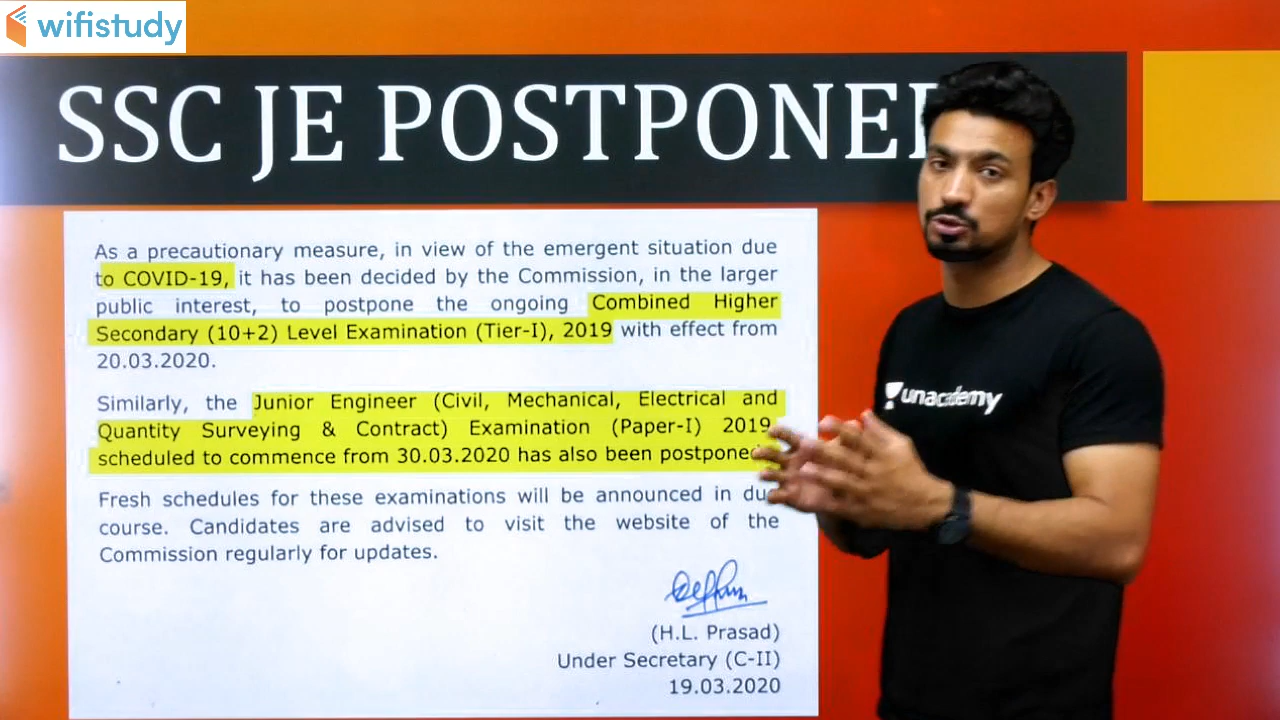 wifistudy
SSC JE POSTPONE
As a precautionary measure, in view of the emergent situation due
to COVID-19, it has been decided by the Commission, in the larger
public interest, to postpone the ongoing Combined Higher
Secondary (10+2) Level Examination (Tier-I), 2019 with effect from
20.03.2020.
Similarly, the Junior Engineer (Civil, Mechanical, Electrical and
Quantity Surveying & Contract) Examination (Paper-I) 2019
scheduled to commence from 30.03.2020 has also been postponed
Fresh schedules for these examinations will be announced in du
course. Candidates are advised to visit the website of the
Commission regularly for updates.
(H.L. Prasad)
Under Secretary (C-II)
19.03.2020
unacademy